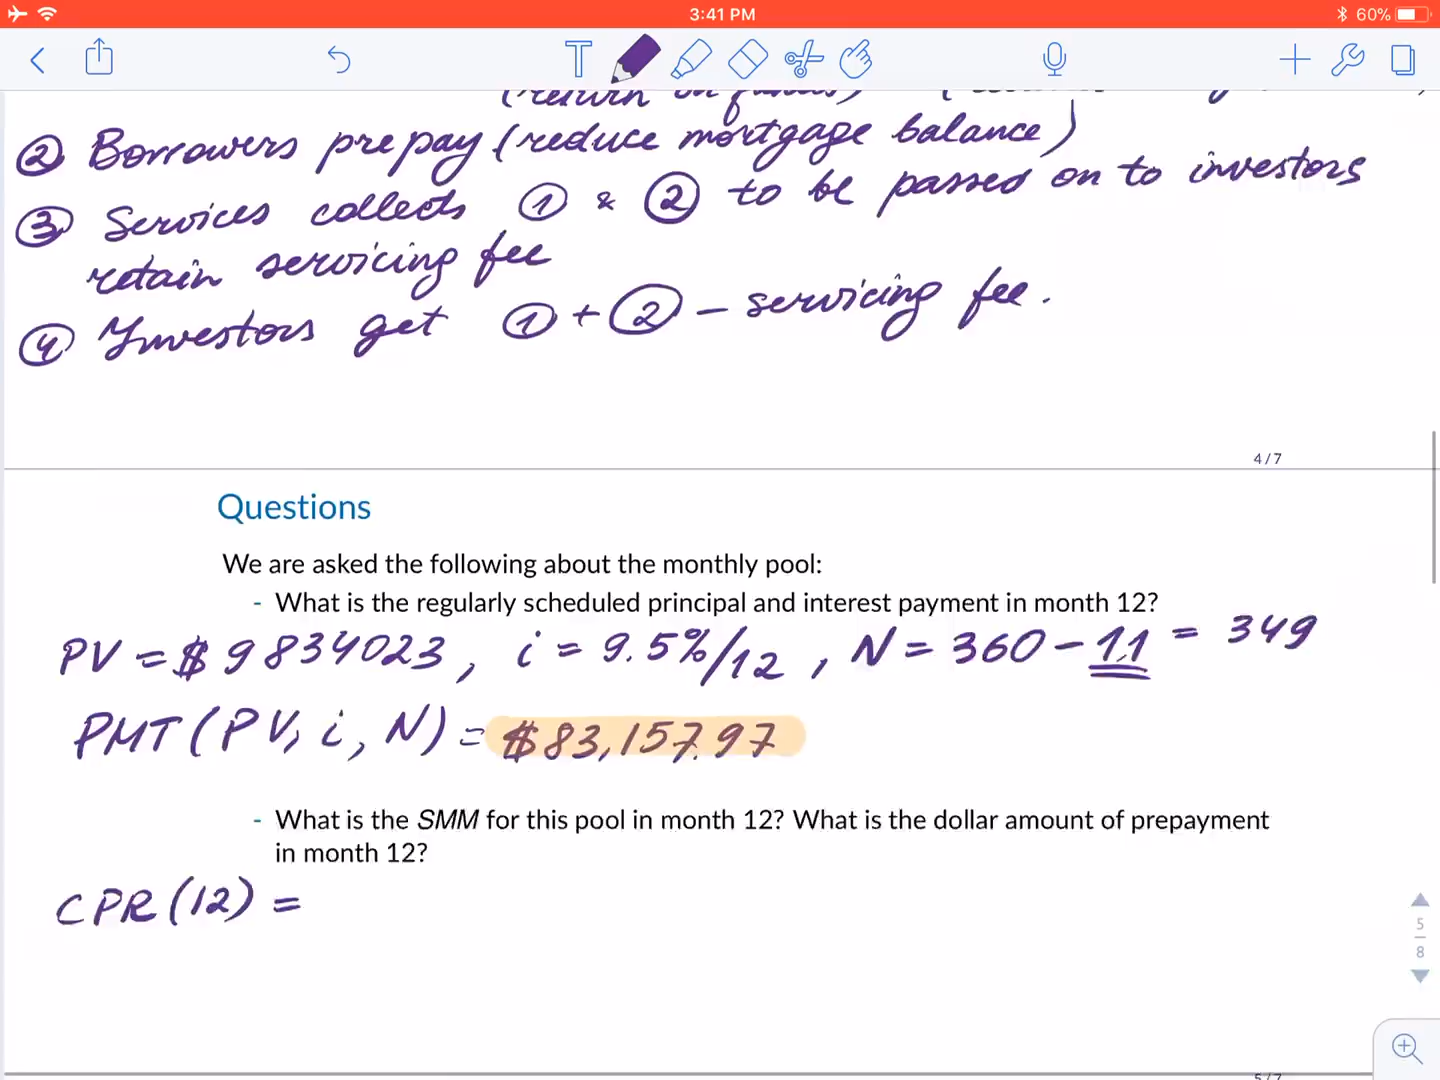 3:41 PM
60%
T
② Borrowers prepay (reduce mortgage balance)
③ Services collects ① & ② to be passed on to investors
retain servicing fee
④ Investors get ① + ② - servicing fee.
4 / 7
Questions
We are asked the following about the monthly pool:
- What is the regularly scheduled principal and interest payment in month 12?
PV = $ 9834023, i = 9.5%/12, N = 360 - 11 = 349
PMT(PV, i, N) = $83,157.97
- What is the SMM for this pool in month 12? What is the dollar amount of prepayment
in month 12?
CPR(12) =
5
8